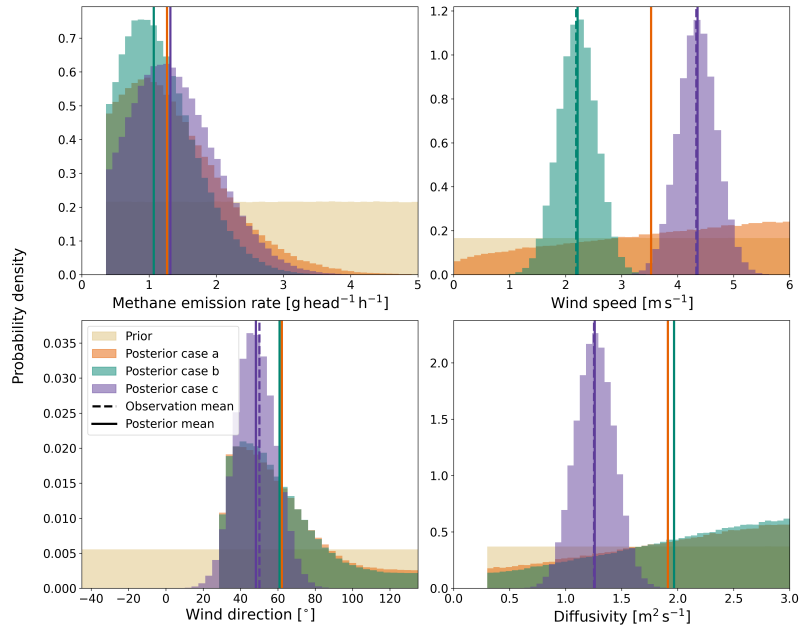 Probability density
0.0
0.1
0.2
0.3
0.4
0.5
0.6
0.7
0 1 2 3 4 5
Methane emission rate [g head⁻¹ h⁻¹]
0.0
0.2
0.4
0.6
0.8
1.0
1.2
0 1 2 3 4 5 6
Wind speed [m s⁻¹]
0.000
0.005
0.010
0.015
0.020
0.025
0.030
0.035
Prior
Posterior case a
Posterior case b
Posterior case c
Observation mean
Posterior mean
−40 −20 0 20 40 60 80 100 120
Wind direction [°]
0.0
0.5
1.0
1.5
2.0
0.0 0.5 1.0 1.5 2.0 2.5 3.0
Diffusivity [m² s⁻¹]